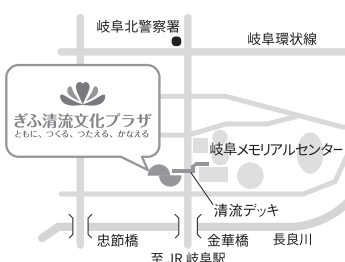 岐阜北警察署
岐阜環状線
ぎふ清流文化プラザ
ともに、つくる、つたえる、かなえる
岐阜メモリアルセンター
清流デッキ
忠節橋
金華橋
長良川
至 JR 岐阜駅